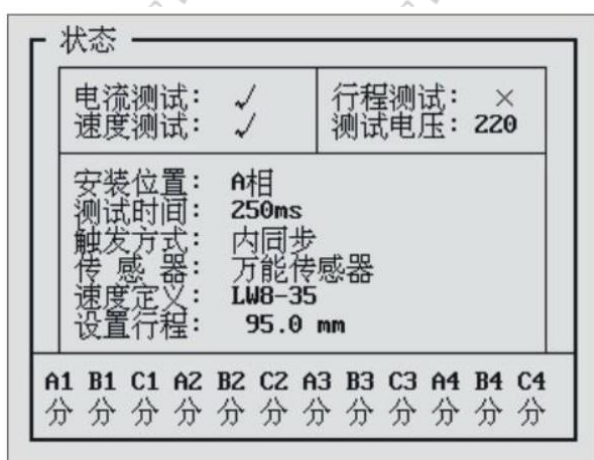 状态
电流测试: √ 行程测试: ×
速度测试: √ 测试电压: 220
安装位置: A相
测试时间: 250ms
触发方式: 内同步
传 感 器: 万能传感器
速度定义: LW8-35
设置行程: 95.0 mm
A1 B1 C1 A2 B2 C2 A3 B3 C3 A4 B4 C4
分 分 分 分 分 分 分 分 分 分 分 分